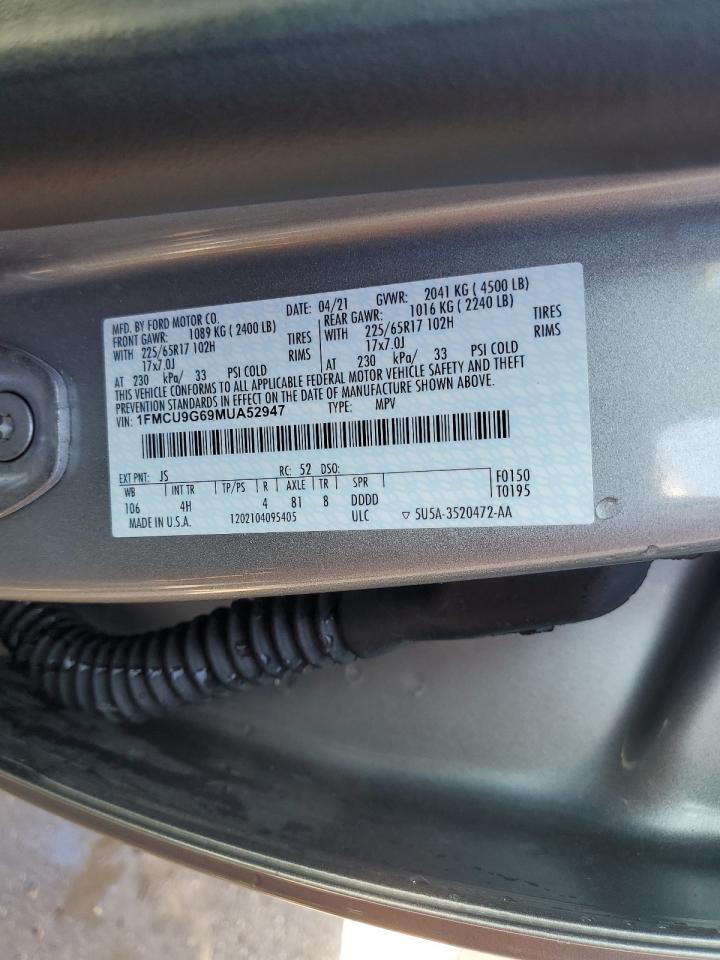 MFD. BY FORD MOTOR CO. DATE: 04/21 GVWR: 2041 KG ( 4500 LB)
FRONT GAWR: 1089 KG ( 2400 LB) REAR GAWR: 1016 KG ( 2240 LB)
WITH 225/65R17 102H TIRES WITH 225/65R17 102H TIRES
17x7.0J RIMS 17x7.0J RIMS
AT 230 kPa/ 33 PSI COLD AT 230 kPa/ 33 PSI COLD
THIS VEHICLE CONFORMS TO ALL APPLICABLE FEDERAL MOTOR VEHICLE SAFETY AND THEFT
PREVENTION STANDARDS IN EFFECT ON THE DATE OF MANUFACTURE SHOWN ABOVE.
VIN: 1FMCU9G69MUA52947 TYPE: MPV
EXT PNT: JS RC: 52 DSO: F0150
WB INT TR TP/PS R AXLE TR SPR T0195
106 4H 4 81 8 DDDD
MADE IN U.S.A. 1202104095405 ULC ▽ 5U5A-3520472-AA